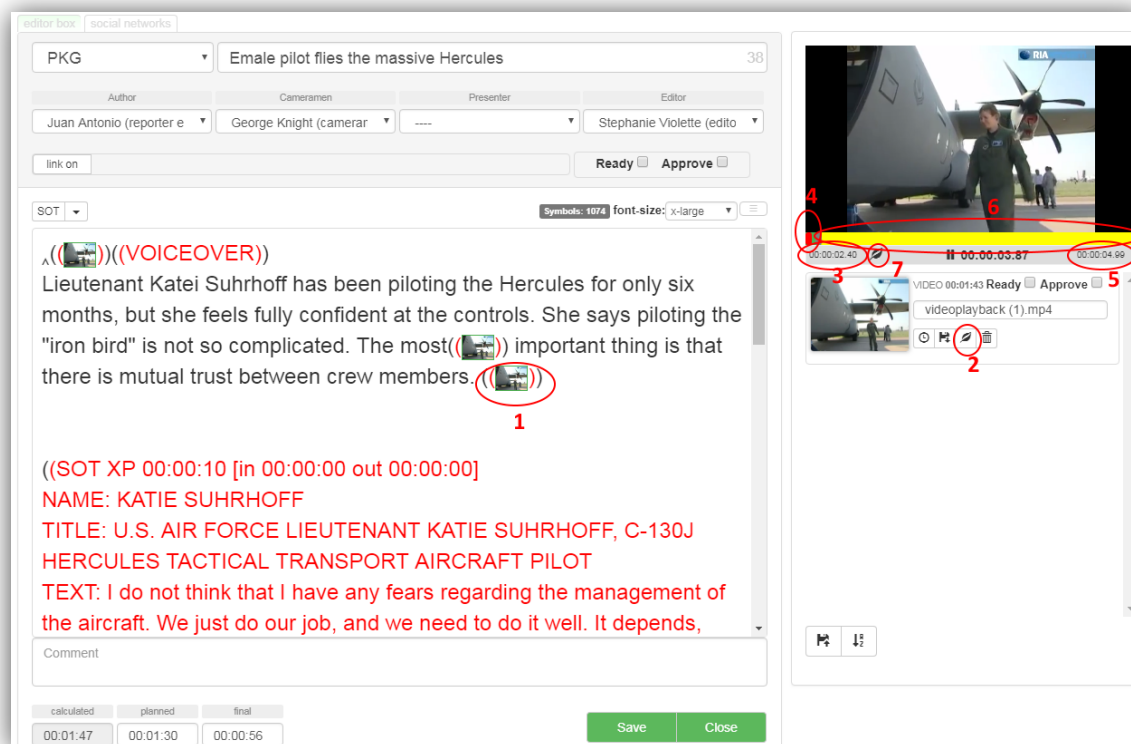 editor box social networks
PKG Emale pilot flies the massive Hercules 38
Author Cameramen Presenter Editor
Juan Antonio (reporter e George Knight (camerar ---- Stephanie Violette (edito
link on Ready Approve
SOT Symbols: 1074 font-size: x-large
^(())((VOICEOVER))
Lieutenant Katei Suhrhoff has been piloting the Hercules for only six
months, but she feels fully confident at the controls. She says piloting the
"iron bird" is not so complicated. The most(()) important thing is that
there is mutual trust between crew members. (())
1
((SOT XP 00:00:10 [in 00:00:00 out 00:00:00]
NAME: KATIE SUHRHOFF
TITLE: U.S. AIR FORCE LIEUTENANT KATIE SUHRHOFF, C-130J
HERCULES TACTICAL TRANSPORT AIRCRAFT PILOT
TEXT: I do not think that I have any fears regarding the management of
the aircraft. We just do our job, and we need to do it well. It depends,
Comment
calculated planned final
00:01:47 00:01:30 00:00:56
Save Close
RIA
4 6
00:00:02.40 00:00:03.87 00:00:04.99
3 7 5
VIDEO 00:01:43 Ready Approve
videoplayback (1).mp4
2